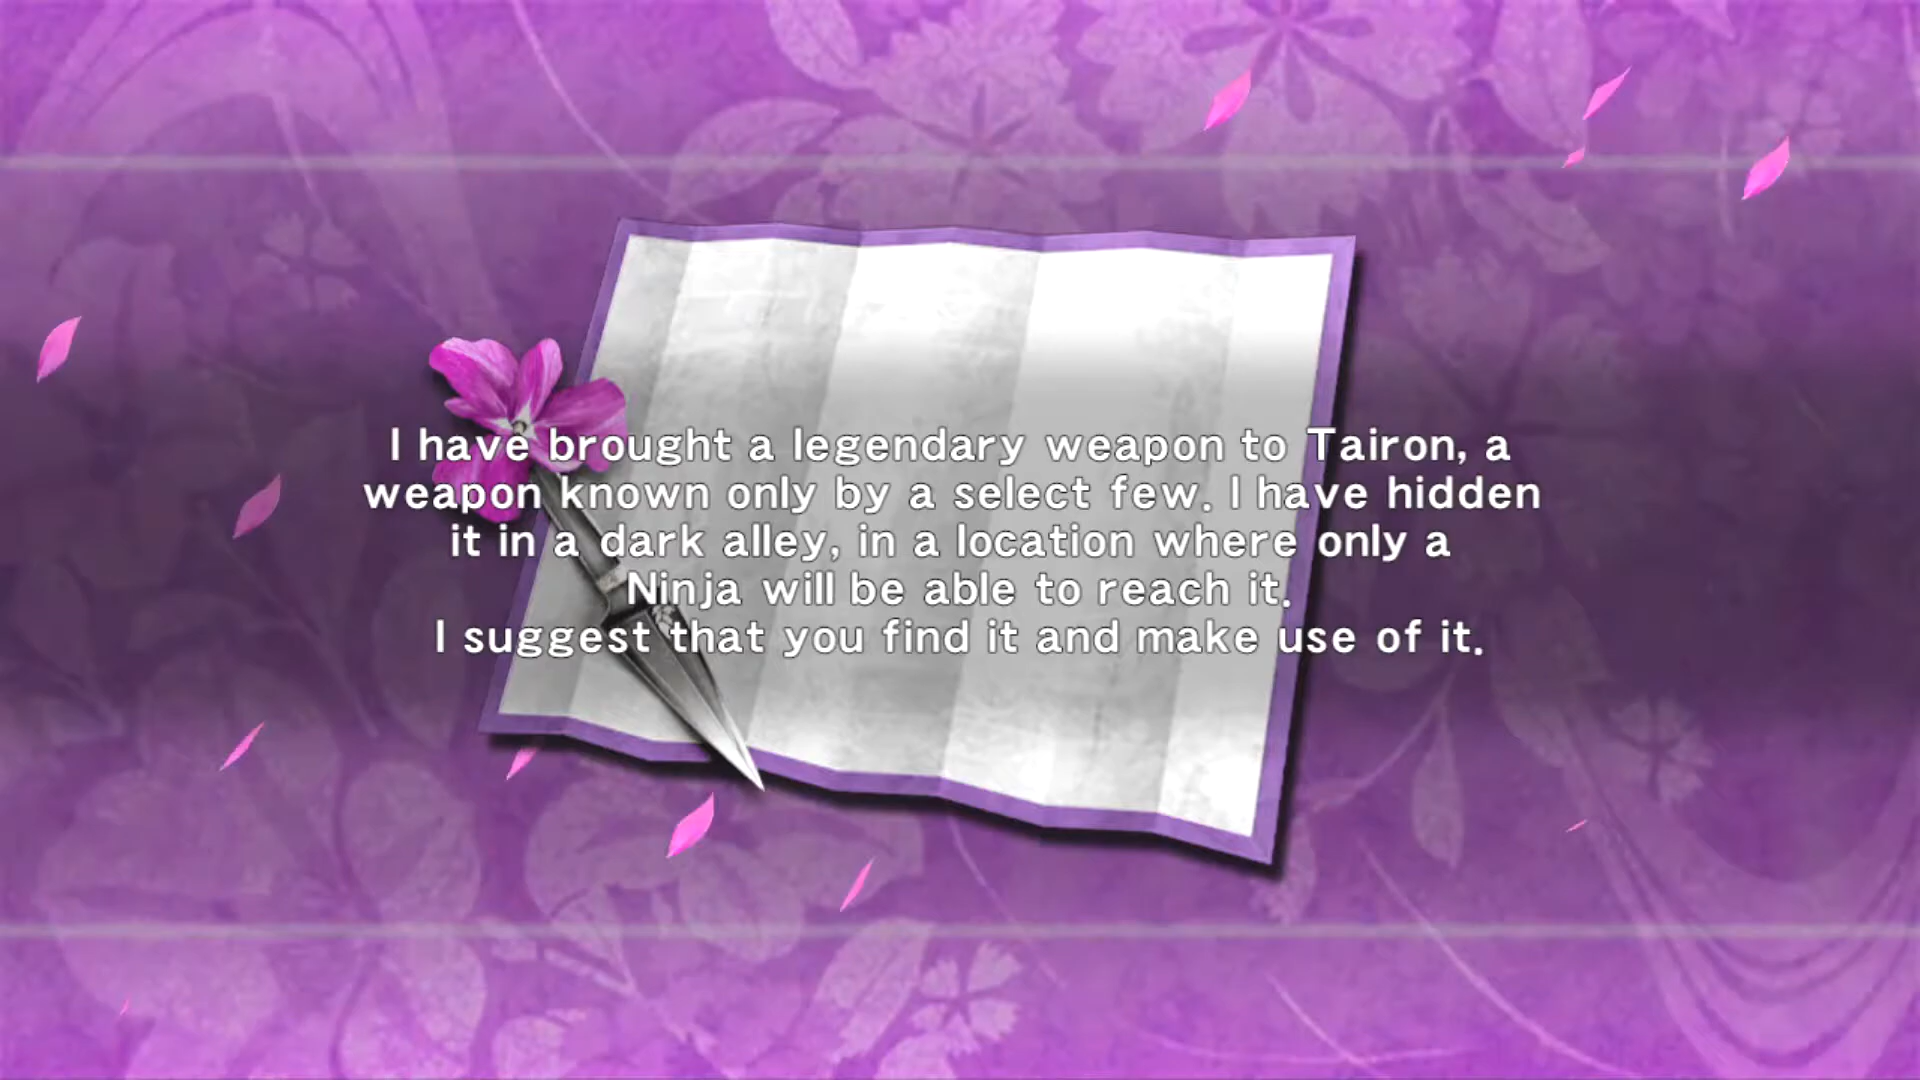 I have brought a legendary weapon to Tairon, a
weapon known only by a select few. I have hidden
it in a dark alley, in a location where only a
Ninja will be able to reach it.
I suggest that you find it and make use of it.